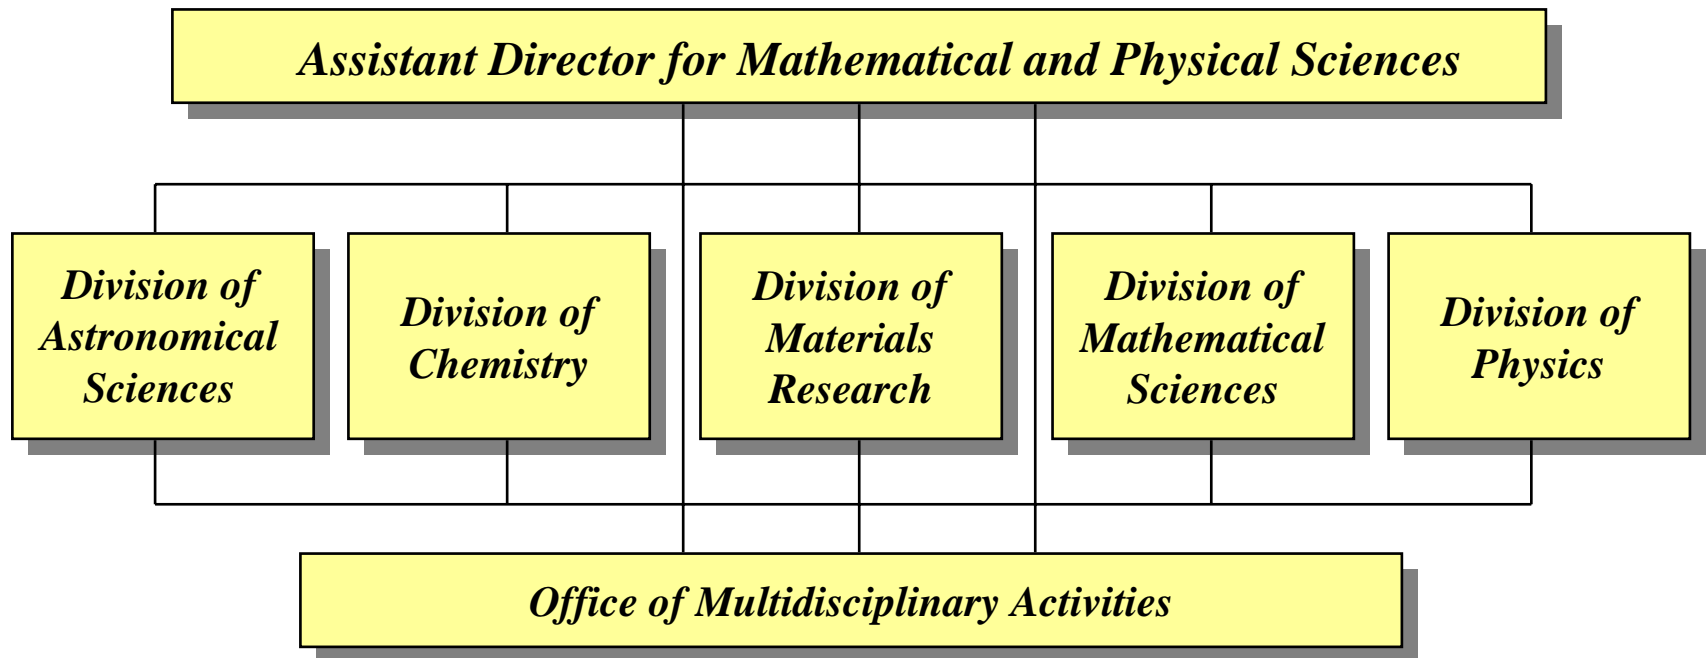 Assistant Director for Mathematical and Physical Sciences
Division of
Astronomical
Sciences
Division of
Chemistry
Division of
Materials
Research
Division of
Mathematical
Sciences
Division of
Physics
Office of Multidisciplinary Activities